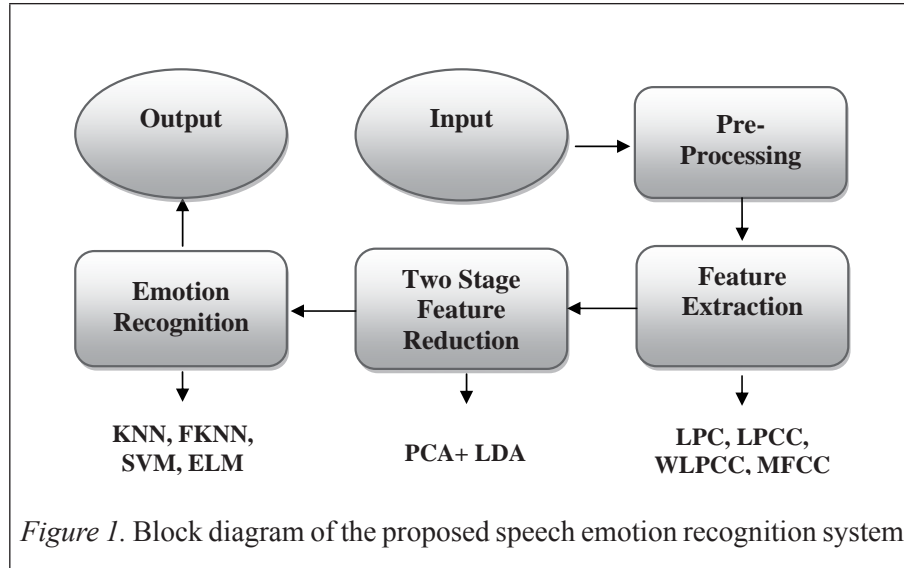 Output
Input
Pre-
Processing
Emotion
Recognition
Two Stage
Feature
Reduction
Feature
Extraction
KNN, FKNN,
SVM, ELM
PCA+ LDA
LPC, LPCC,
WLPCC, MFCC
Figure 1. Block diagram of the proposed speech emotion recognition system